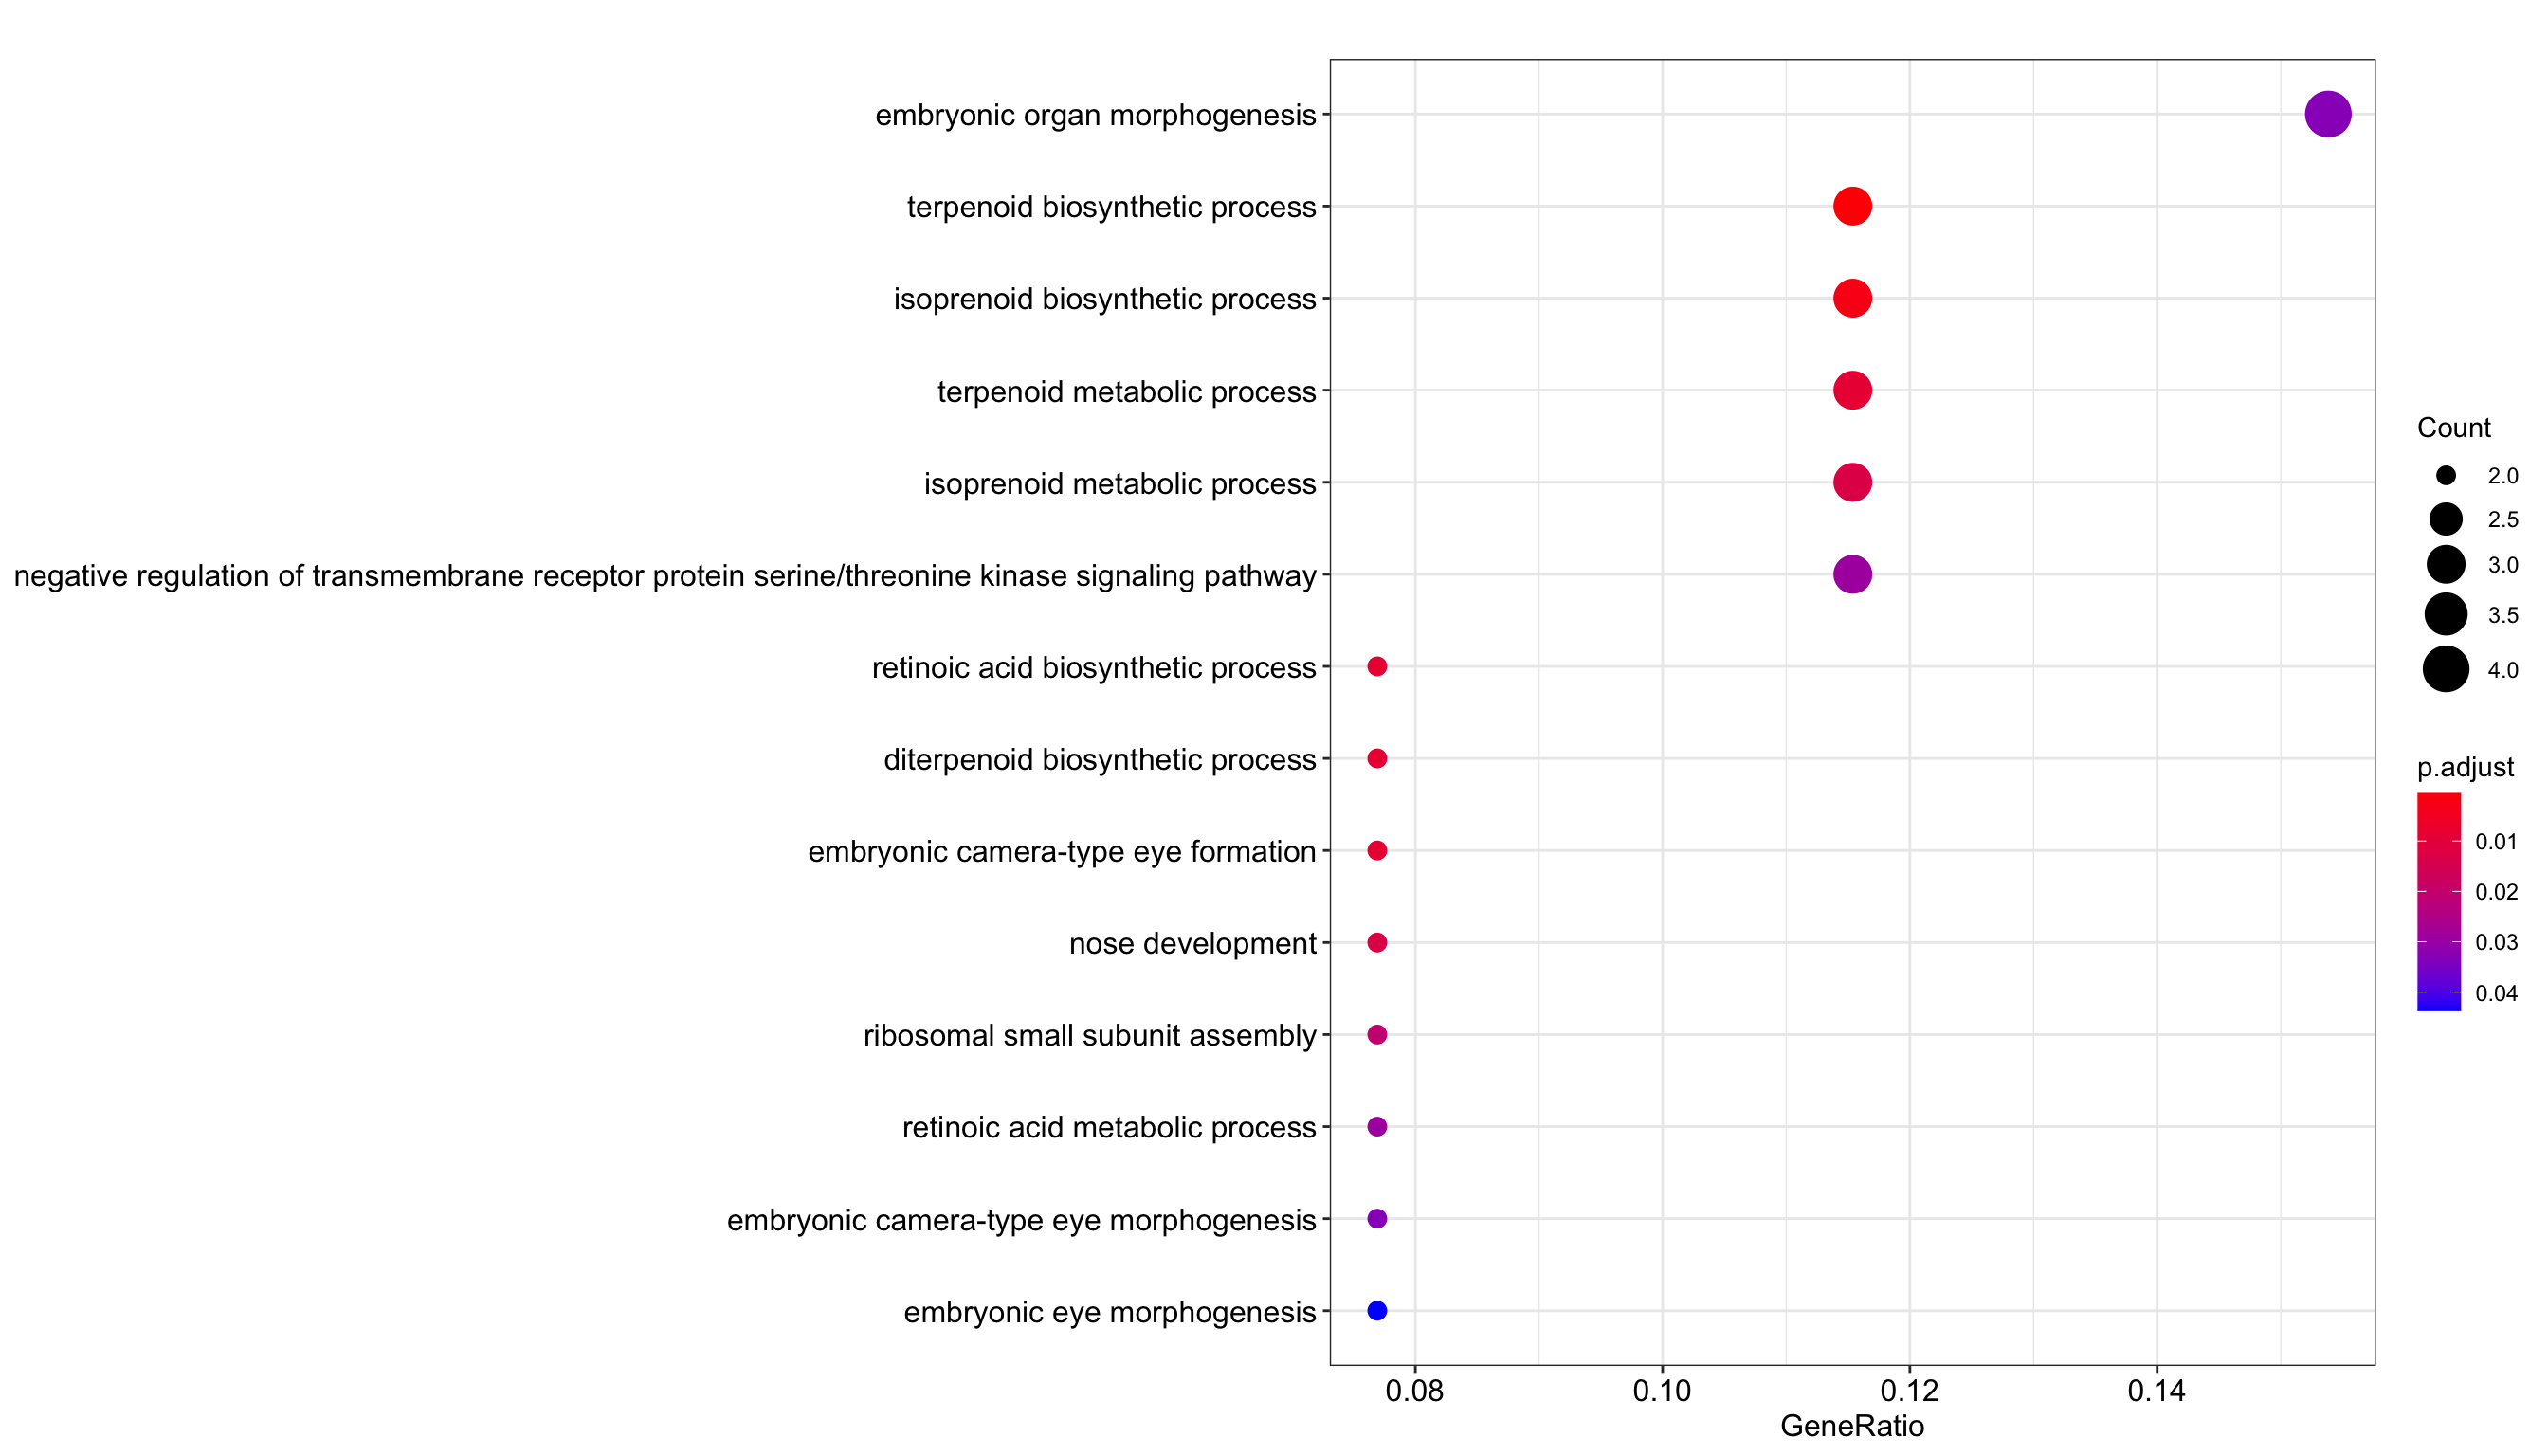 embryonic organ morphogenesis
terpenoid biosynthetic process
isoprenoid biosynthetic process
terpenoid metabolic process
isoprenoid metabolic process
negative regulation of transmembrane receptor protein serine/threonine kinase signaling pathway
retinoic acid biosynthetic process
diterpenoid biosynthetic process
embryonic camera-type eye formation
nose development
ribosomal small subunit assembly
retinoic acid metabolic process
embryonic camera-type eye morphogenesis
embryonic eye morphogenesis
0.08 0.10 0.12 0.14
GeneRatio
Count
2.0
2.5
3.0
3.5
4.0
p.adjust
0.01
0.02
0.03
0.04